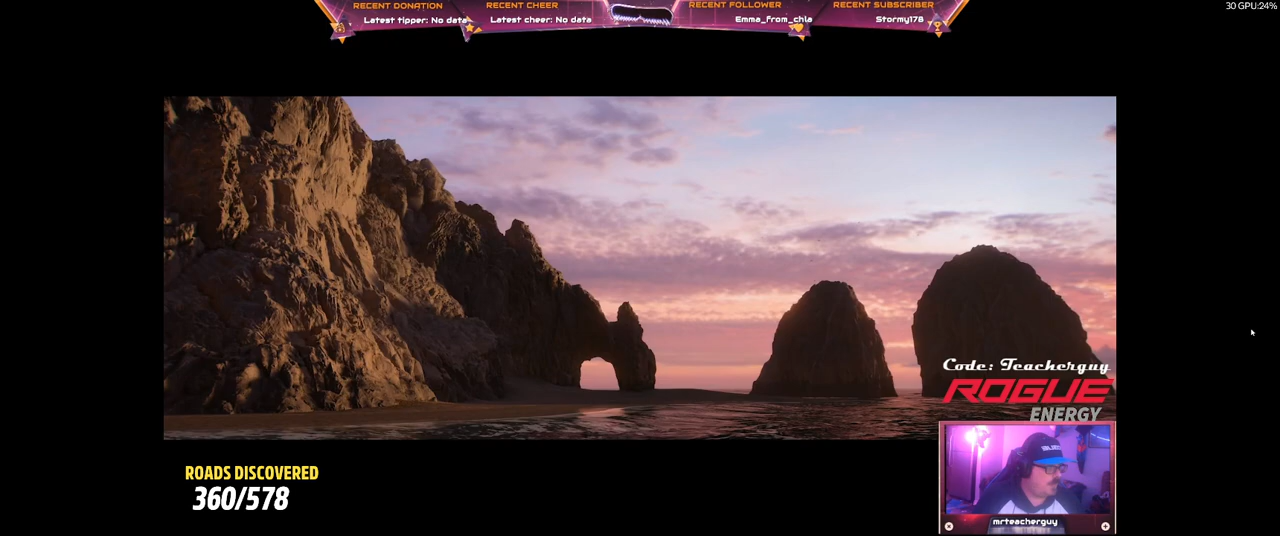 RECENT DONATION
Latest tipper: No data
RECENT CHEER
Latest cheer: No data
RECENT FOLLOWER
Emma_from_chla
RECENT SUBSCRIBER
Stormy178
30 GPU:24%
Code: Teacherguy
ROGUE
ENERGY
ROADS DISCOVERED
360/578
mrteacherguy